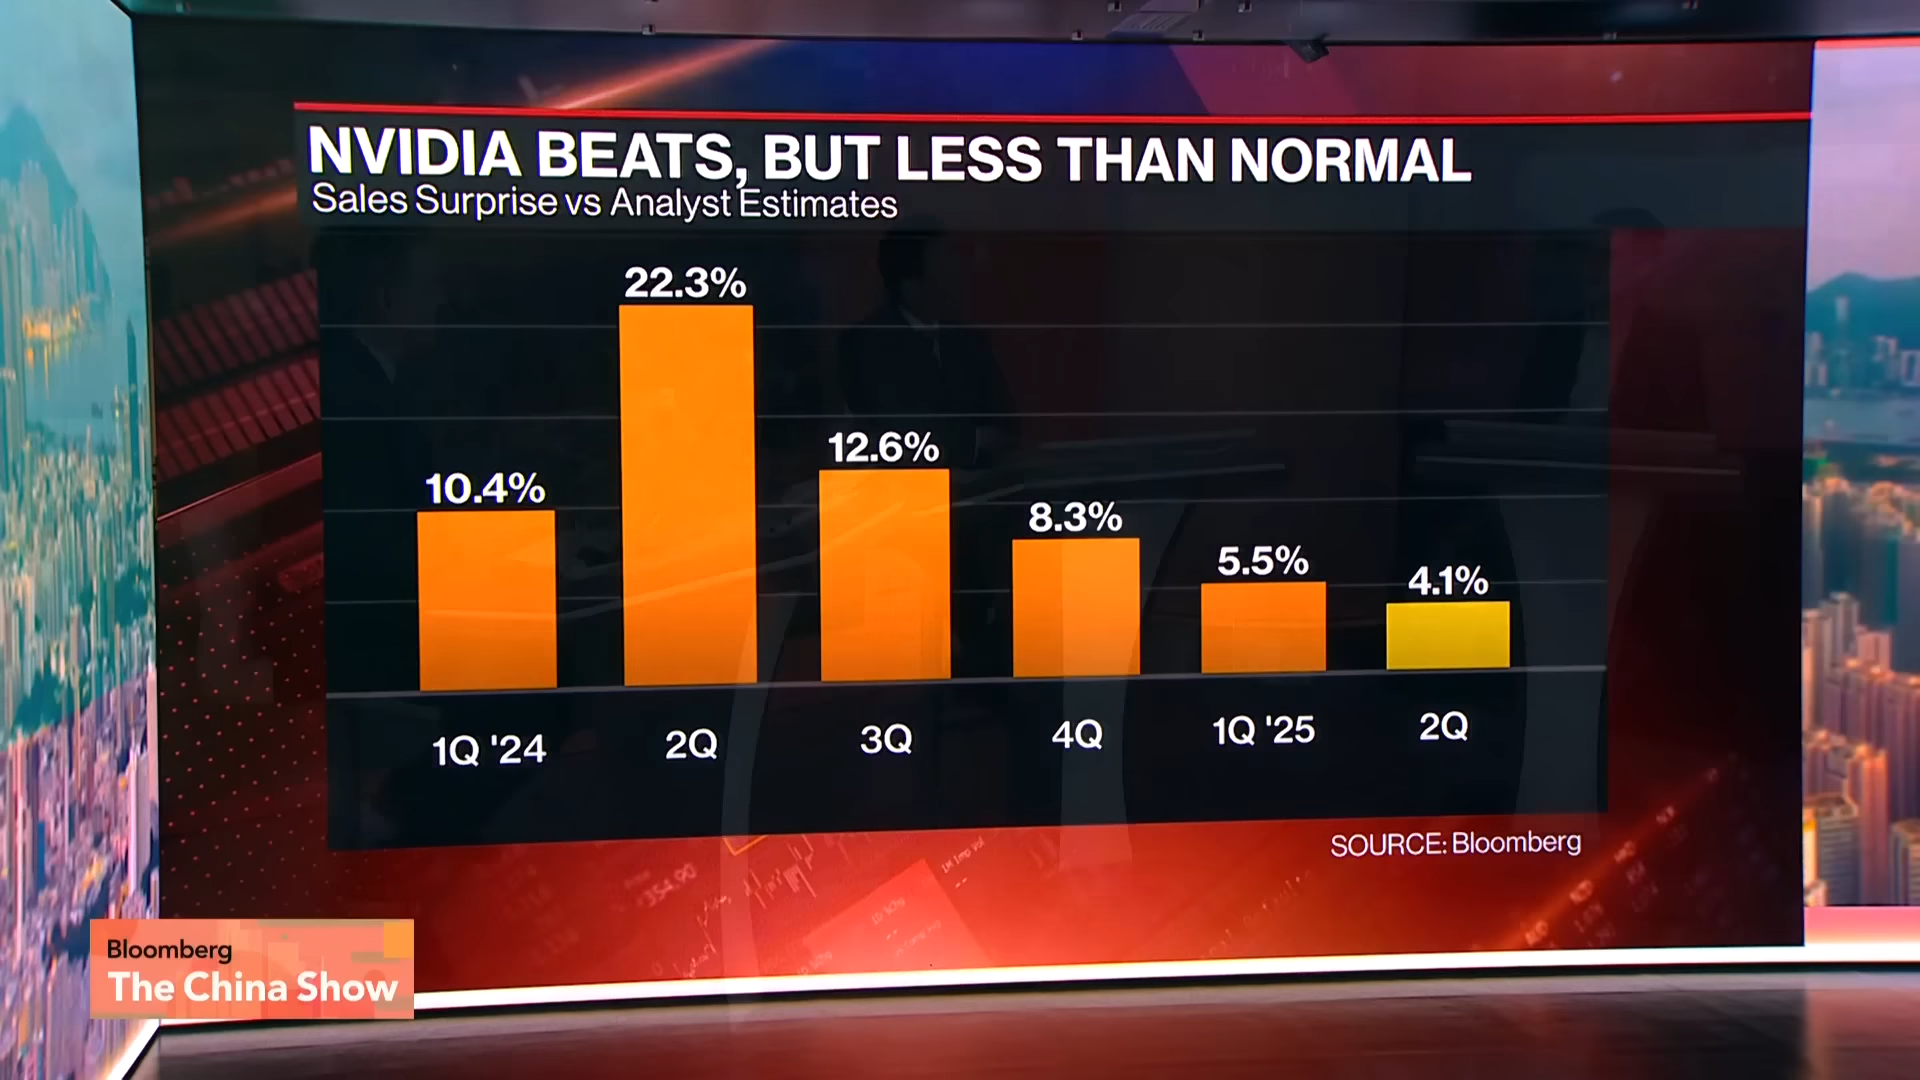 NVIDIA BEATS, BUT LESS THAN NORMAL
Sales Surprise vs Analyst Estimates
22.3%
12.6%
10.4%
8.3%
5.5%
4.1%
1Q '24
2Q
3Q
4Q
1Q '25
2Q
SOURCE: Bloomberg
Bloomberg
The China Show